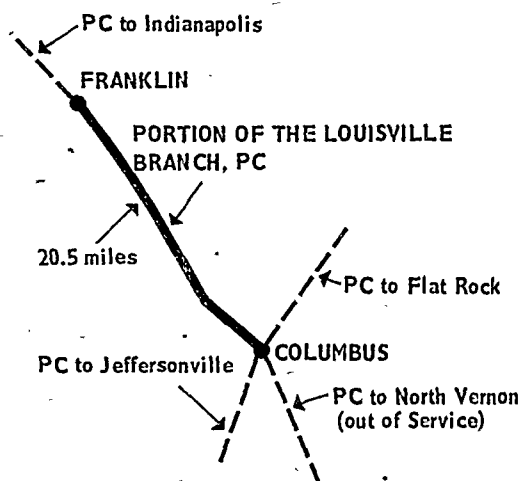 PC to Indianapolis
FRANKLIN
PORTION OF THE LOUISVILLE
BRANCH, PC
20.5 miles
PC to Flat Rock
COLUMBUS
PC to Jeffersonville
PC to North Vernon
(out of Service)